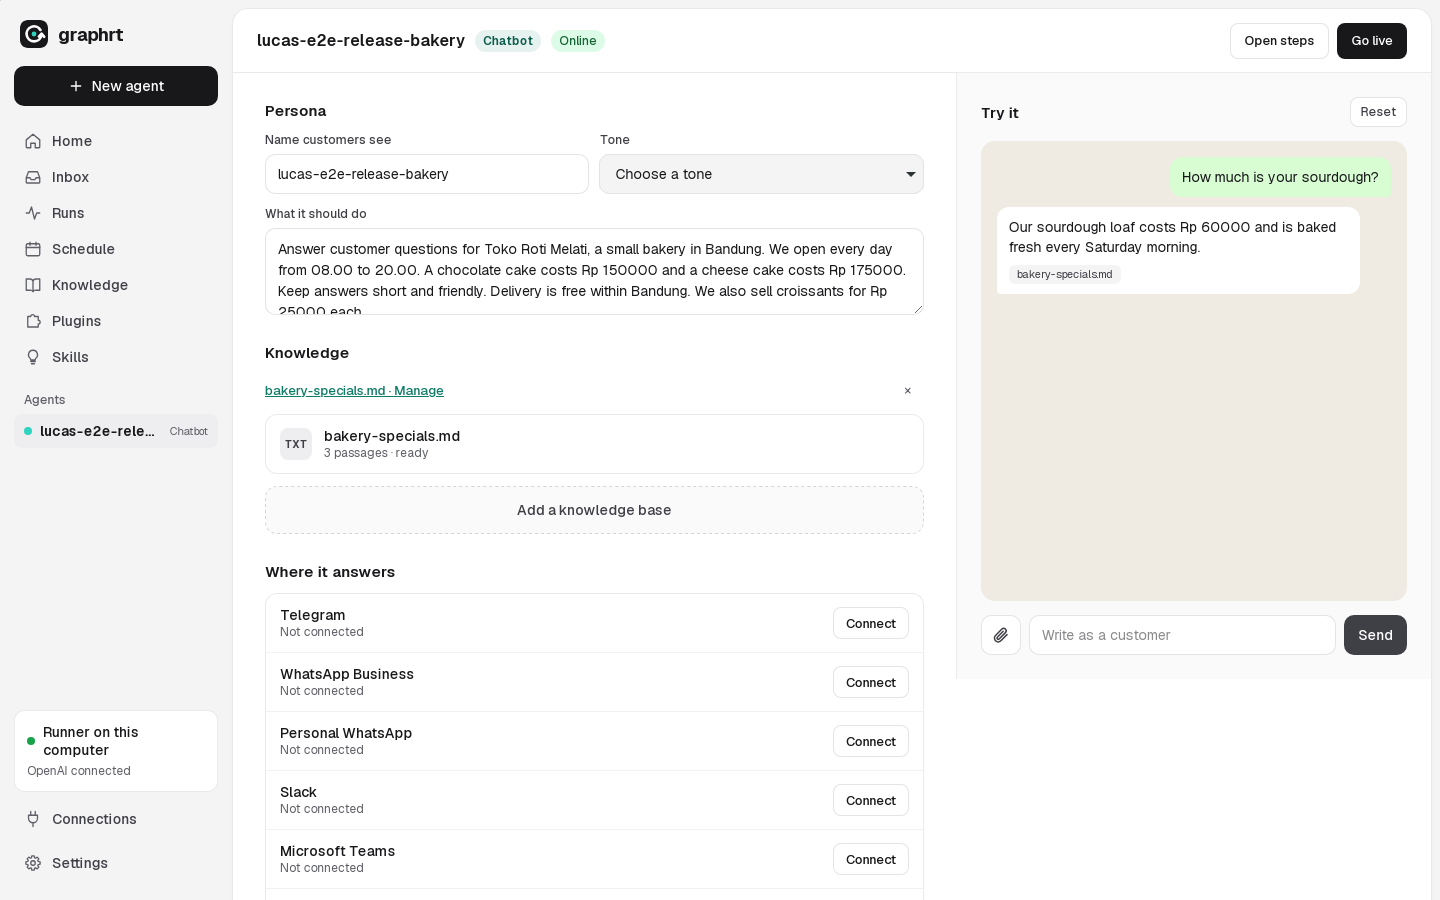 graphrt
New agent
Home
Inbox
Runs
Schedule
Knowledge
Plugins
Skills
Agents
lucas-e2e-rele... Chatbot
Runner on this
computer
OpenAI connected
Connections
Settings
lucas-e2e-release-bakery Chatbot Online
Open steps Go live
Persona
Name customers see Tone
lucas-e2e-release-bakery Choose a tone
What it should do
Answer customer questions for Toko Roti Melati, a small bakery in Bandung. We open every day
from 08.00 to 20.00. A chocolate cake costs Rp 150000 and a cheese cake costs Rp 175000.
Keep answers short and friendly. Delivery is free within Bandung. We also sell croissants for Rp
25000 each
Knowledge
bakery-specials.md · Manage ×
TXT bakery-specials.md
3 passages · ready
Add a knowledge base
Where it answers
Telegram
Not connected
Connect
WhatsApp Business
Not connected
Connect
Personal WhatsApp
Not connected
Connect
Slack
Not connected
Connect
Microsoft Teams
Not connected
Connect
Try it Reset
How much is your sourdough?
Our sourdough loaf costs Rp 60000 and is baked
fresh every Saturday morning.
bakery-specials.md
Write as a customer Send